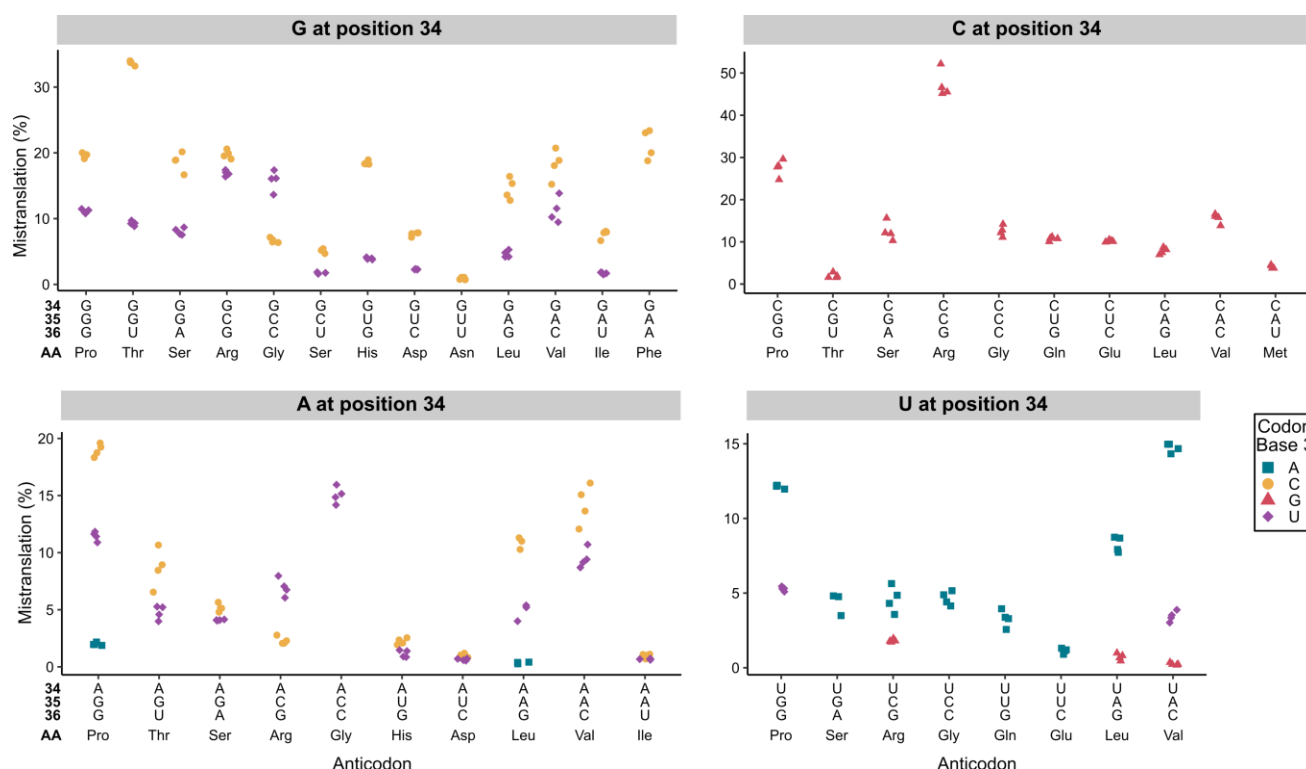 G at position 34
Mistranslation (%)
30
20
10
0
34 G G G G G G G G G G G G G
35 G G G C C C U U U A A A A
36 G U A G C U G C U G C U A
AA Pro Thr Ser Arg Gly Ser His Asp Asn Leu Val Ile Phe
C at position 34
50
40
30
20
10
0
C C C C C C C C C C
G G G C C U U A A A
G U A G C G C G C U
Pro Thr Ser Arg Gly Gln Glu Leu Val Met
A at position 34
Mistranslation (%)
20
15
10
5
0
34 A A A A A A A A A A
35 G G G C C U U A A A
36 G U A G C G C G C U
AA Pro Thr Ser Arg Gly His Asp Leu Val Ile
Anticodon
U at position 34
15
10
5
0
U U U U U U U U
G G C C U U A A
G A G C G C G C
Pro Ser Arg Gly Gln Glu Leu Val
Anticodon
Codon
Base 3
A
C
G
U